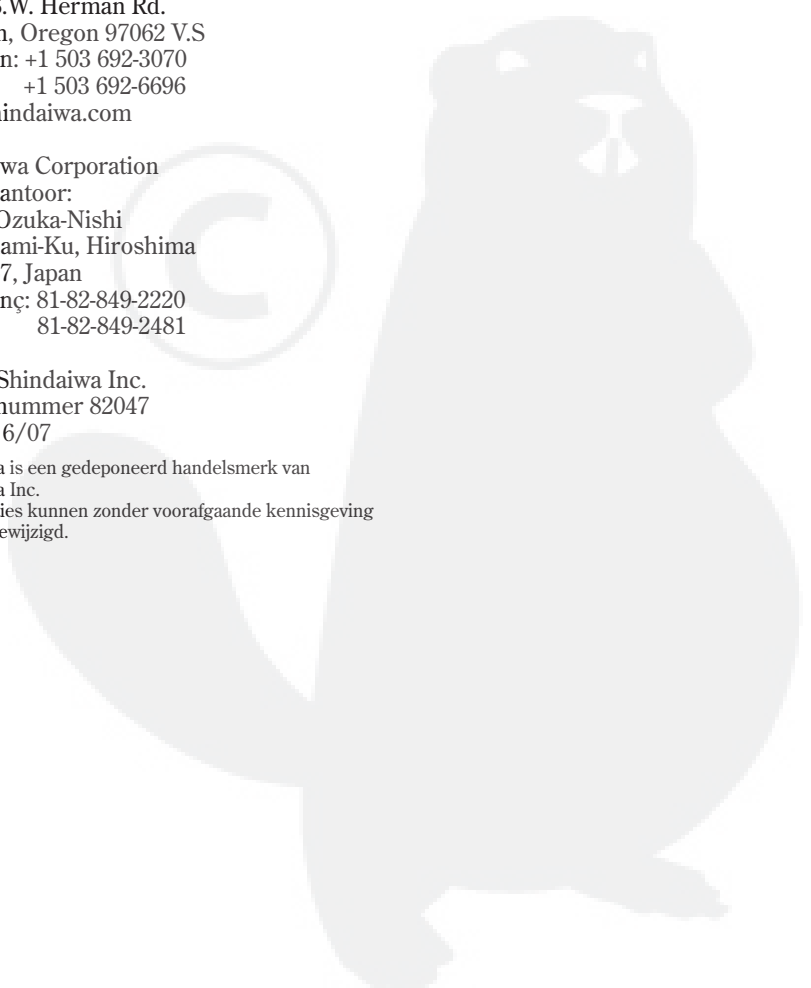 S.W. Herman Rd.
n, Oregon 97062 V.S
n: +1 503 692-3070
+1 503 692-6696
hindaiwa.com
wa Corporation
antoor:
Ozuka-Nishi
ami-Ku, Hiroshima
7, Japan
nç: 81-82-849-2220
81-82-849-2481
Shindaiwa Inc.
nummer 82047
6/07
a is een gedeponeerd handelsmerk van
a Inc.
ies kunnen zonder voorafgaande kennisgeving
ewijzigd.
©